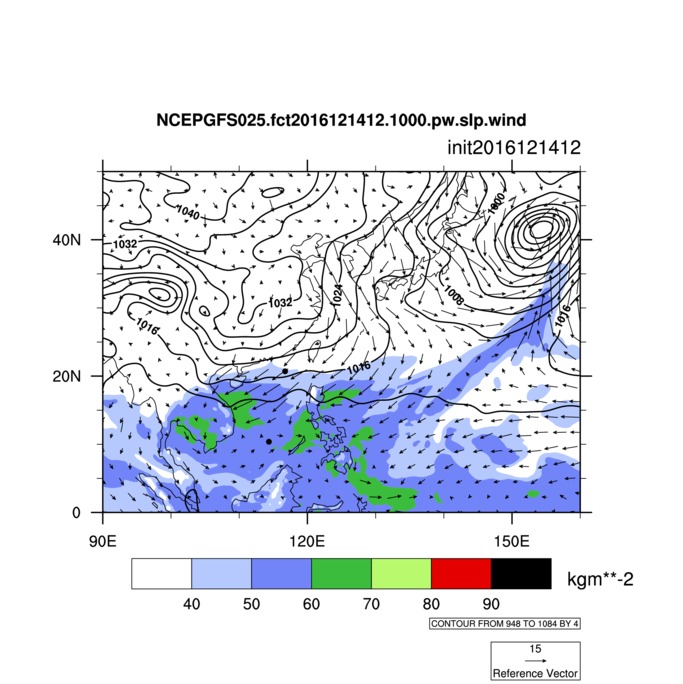 NCEPGFS025.fct2016121412.1000.pw.slp.wind
init2016121412
1040
1000
40N
1032
1024
1008
1032
1016
1016
1016
20N
0
90E
120E
150E
kgm**-2
40 50 60 70 80 90
CONTOUR FROM 948 TO 1084 BY 4
15
Reference Vector